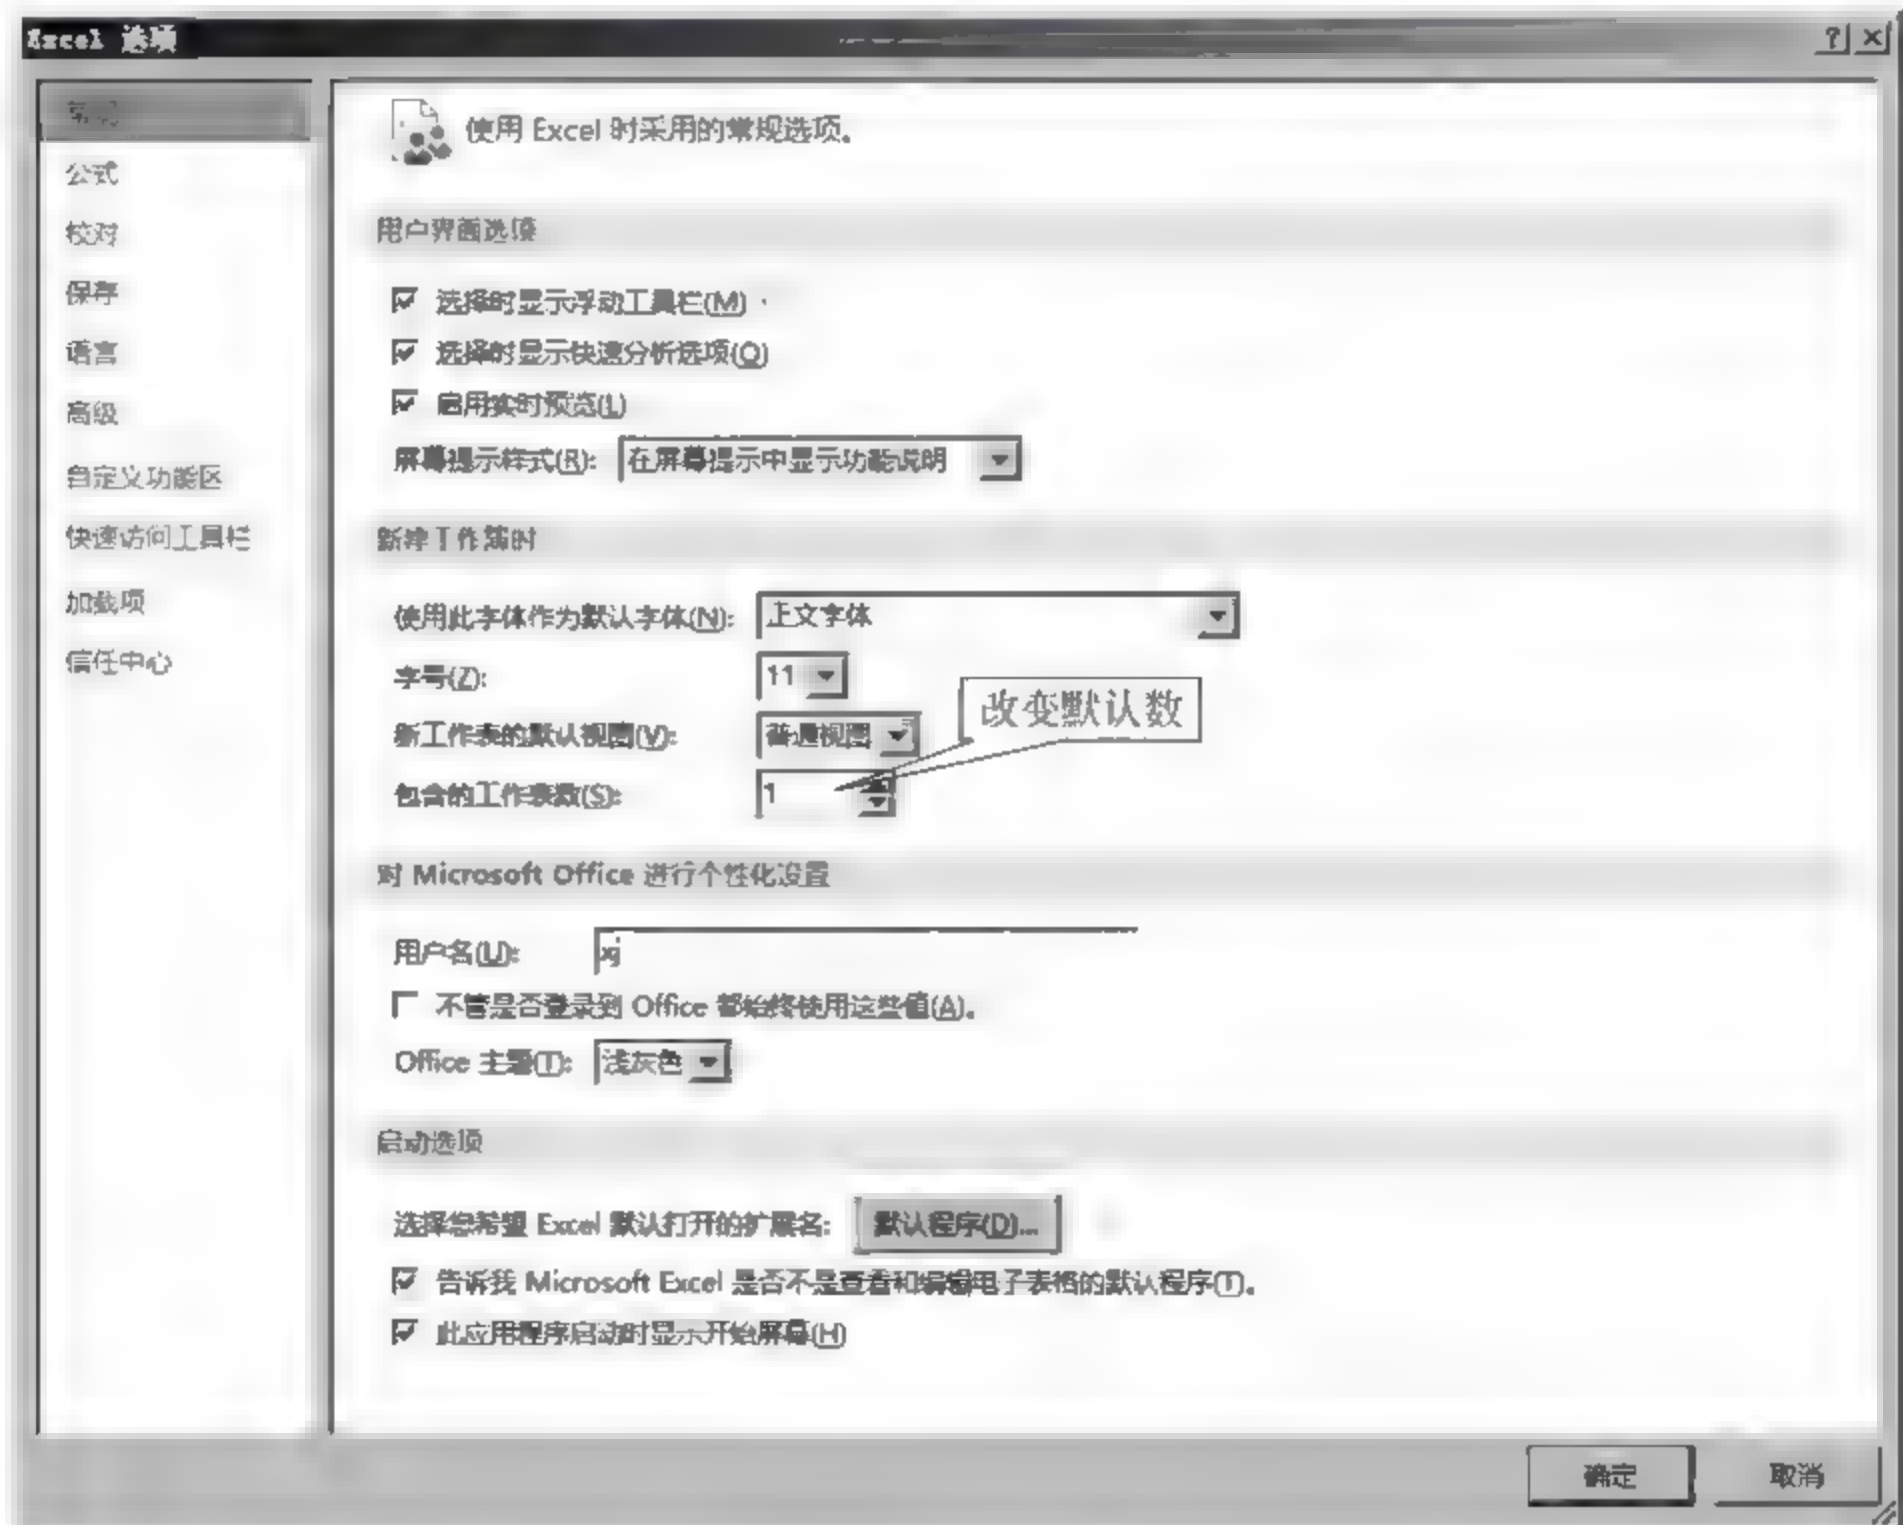 Excel 选项
常规
公式
校对
保存
语言
高级
自定义功能区
快速访问工具栏
加载项
信任中心
使用 Excel 时采用的常规选项。
用户界面选项
选择时显示浮动工具栏(M)
选择时显示快速分析选项(Q)
启用实时预览(L)
屏幕提示样式(R): 在屏幕提示中显示功能说明
新建工作簿时
使用此字体作为默认字体(N): 正文字体
字号(Z): 11
新工作表的默认视图(V): 普通视图
改变默认数
包含的工作表数(S): 1
对 Microsoft Office 进行个性化设置
用户名(U): xj
不管是否登录到 Office 都始终使用这些值(A)。
Office 主题(T): 浅灰色
启动选项
选择您希望 Excel 默认打开的扩展名: 默认程序(D)...
告诉我 Microsoft Excel 是否不是查看和编辑电子表格的默认程序(T)。
此应用程序启动时显示开始屏幕(H)
确定 取消